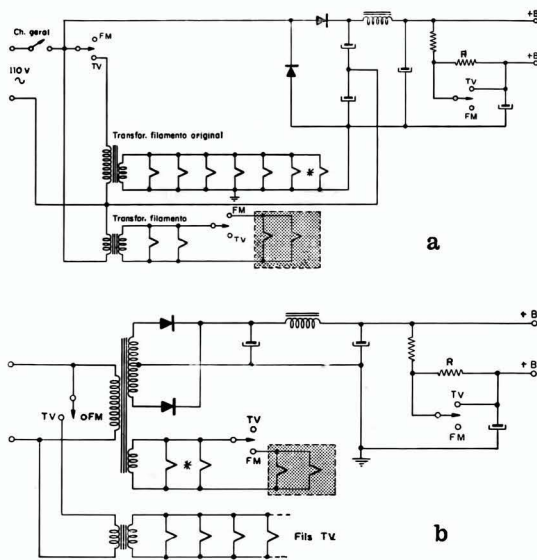 Ch. geral
FM
TV
110 V
+B
R
+B
TV
FM
Transfor. filamento original
*
Transfor. filamento
FM
TV
a
+B
R
+B
TV
FM
TV
FM
TV
*
FM
Fils TV.
b